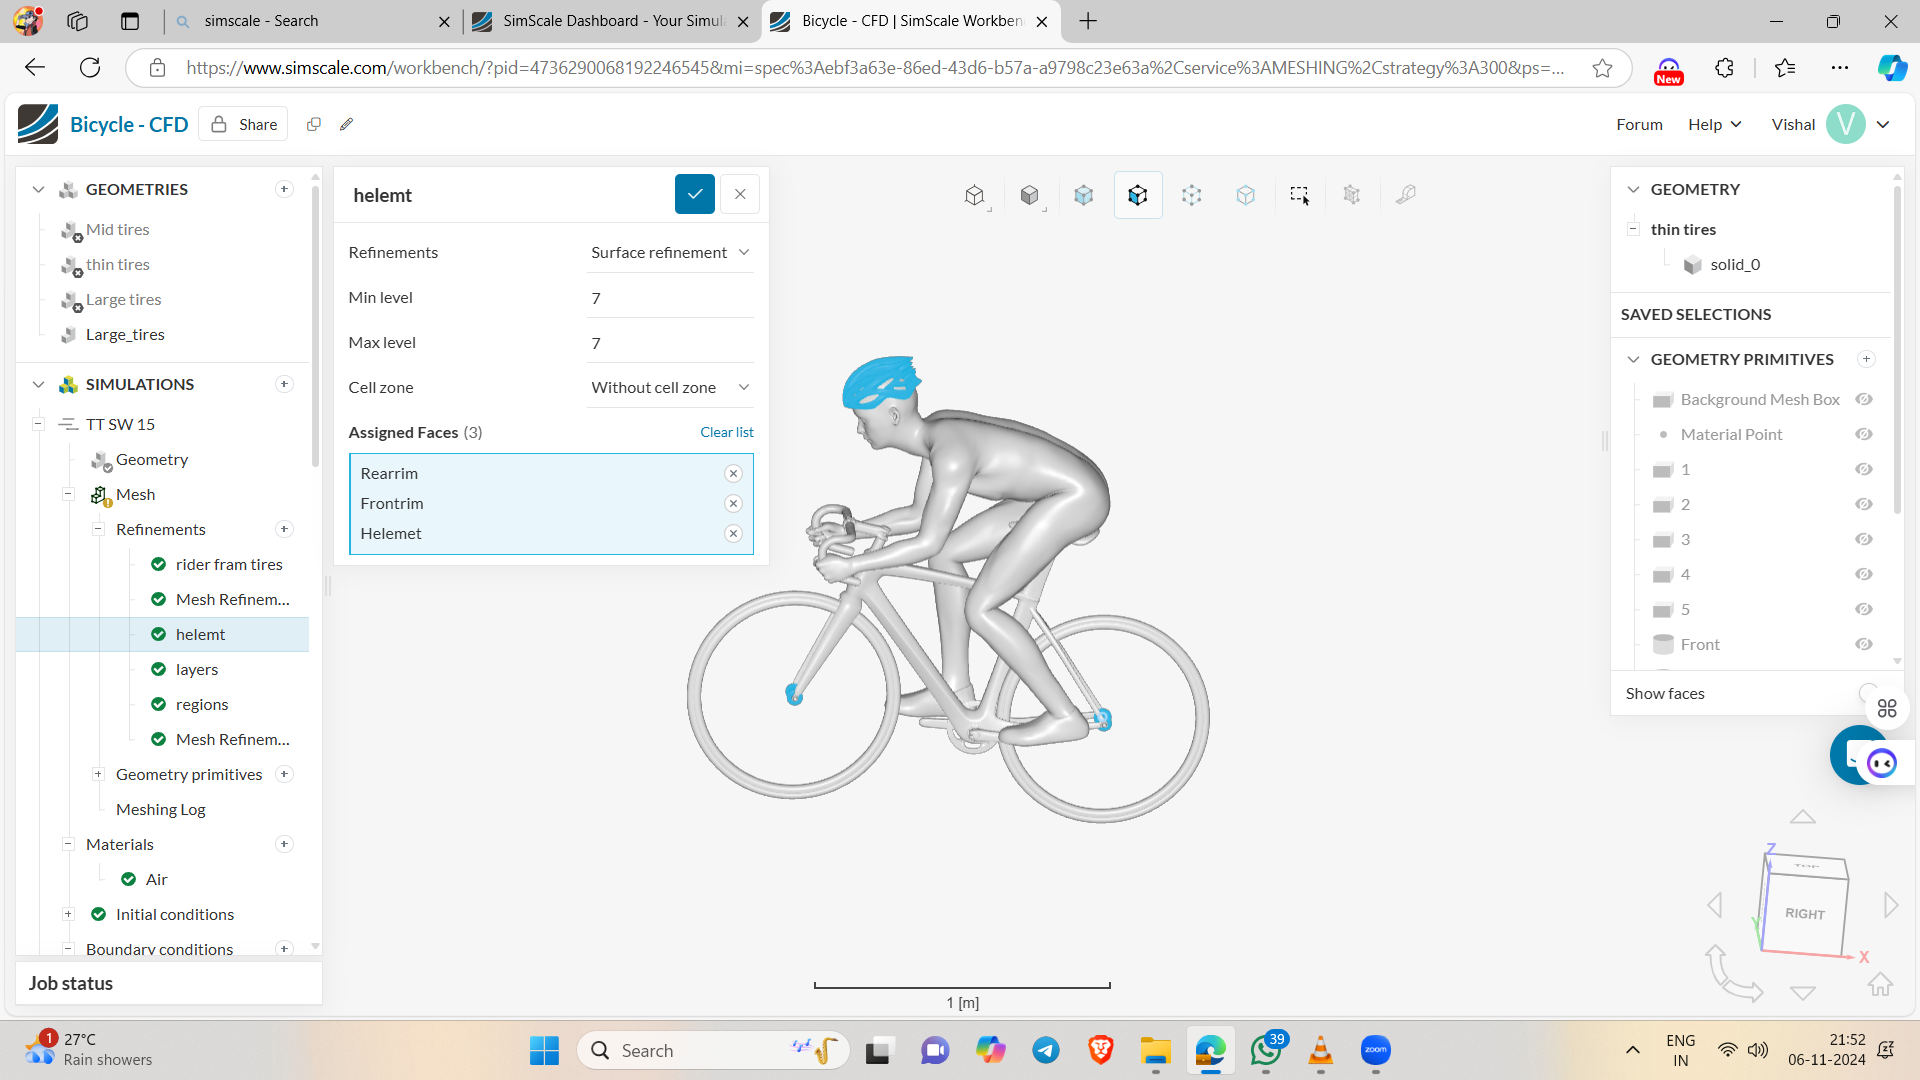 simscale - Search
SimScale Dashboard - Your Simula
Bicycle - CFD | SimScale Workben
https://www.simscale.com/workbench/?pid=4736290068192246545&mi=spec%3Aebf3a63e-86ed-43d6-b57a-a9798c23e63a%2Cservice%3AMESHING%2Cstrategy%3A300&ps=...
New
Bicycle - CFD
Share
Forum
Help
Vishal
V
GEOMETRIES
Mid tires
thin tires
Large tires
Large_tires
SIMULATIONS
TT SW 15
Geometry
Mesh
Refinements
rider fram tires
Mesh Refinem...
helemt
layers
regions
Mesh Refinem...
Geometry primitives
Meshing Log
Materials
Air
Initial conditions
Boundary conditions
Job status
helemt
Refinements
Surface refinement
Min level
7
Max level
7
Cell zone
Without cell zone
Assigned Faces (3)
Clear list
Rearrim
Frontrim
Helemet
1 [m]
GEOMETRY
thin tires
solid_0
SAVED SELECTIONS
GEOMETRY PRIMITIVES
Background Mesh Box
Material Point
1
2
3
4
5
Front
Show faces
Z
TOP
RIGHT
Y
X
1
27°C
Rain showers
Search
39
zoom
ENG
IN
21:52
06-11-2024